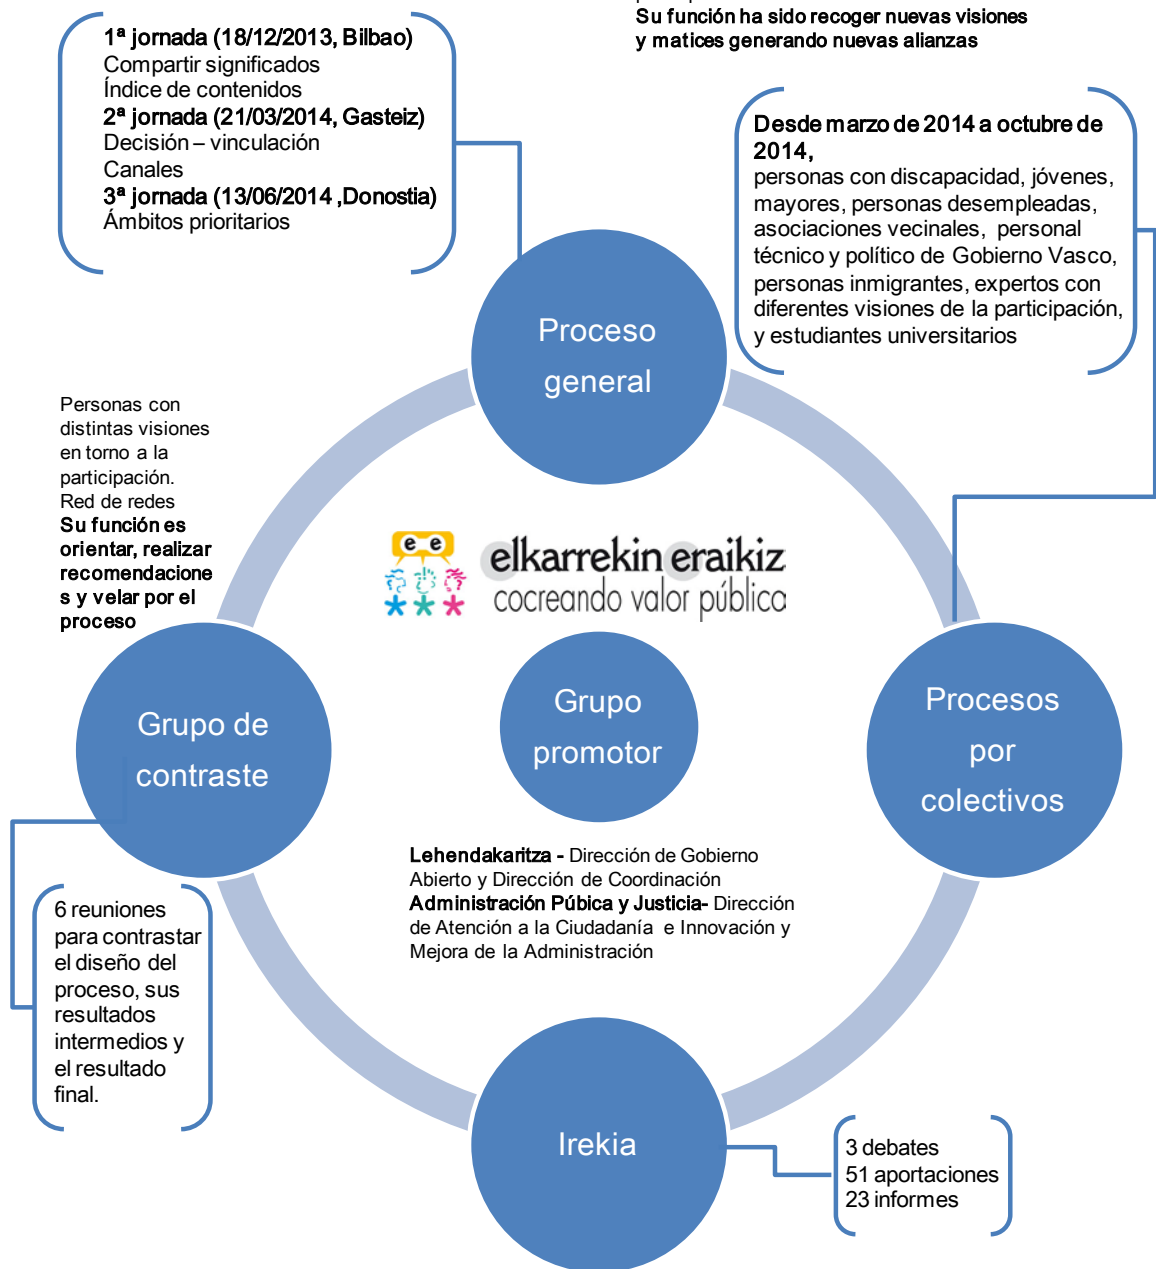 Su función ha sido recoger nuevas visiones
y matices generando nuevas alianzas
1ª jornada (18/12/2013, Bilbao)
Compartir significados
Índice de contenidos
2ª jornada (21/03/2014, Gasteiz)
Decisión – vinculación
Canales
3ª jornada (13/06/2014 ,Donostia)
Ámbitos prioritarios
Desde marzo de 2014 a octubre de
2014,
personas con discapacidad, jóvenes,
mayores, personas desempleadas,
asociaciones vecinales, personal
técnico y político de Gobierno Vasco,
personas inmigrantes, expertos con
diferentes visiones de la participación,
y estudiantes universitarios
Proceso
general
Personas con
distintas visiones
en torno a la
participación.
Red de redes
Su función es
orientar, realizar
recomendacione
s y velar por el
proceso
e e
elkarrekin eraikiz
cocreando valor público
Grupo de
contraste
Grupo
promotor
Procesos
por
colectivos
Lehendakaritza - Dirección de Gobierno
Abierto y Dirección de Coordinación
Administración Púbica y Justicia- Dirección
de Atención a la Ciudadanía e Innovación y
Mejora de la Administración
6 reuniones
para contrastar
el diseño del
proceso, sus
resultados
intermedios y
el resultado
final.
Irekia
3 debates
51 aportaciones
23 informes